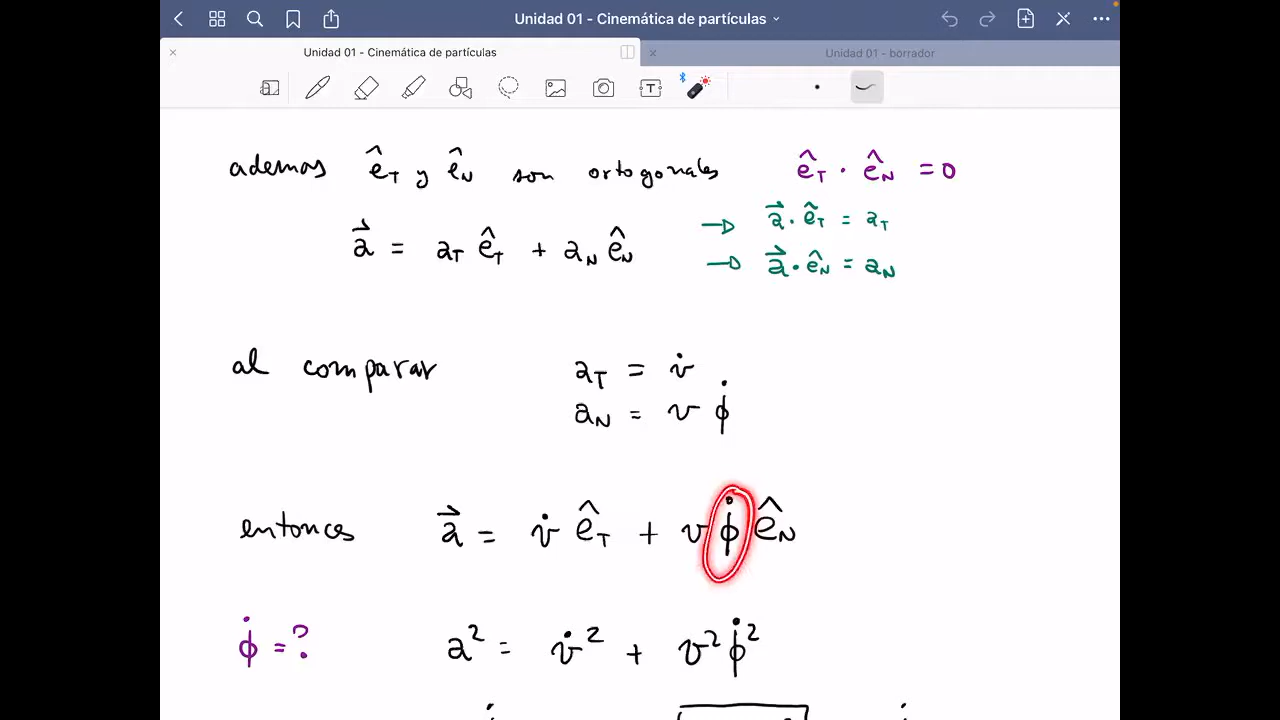 Unidad 01 - Cinemática de partículas
Unidad 01 - Cinemática de partículas
Unidad 01 - borrador
T
ademas ê_T y ê_N son ortogonales ê_T · ê_N = 0
a⃗ = a_T ê_T + a_N ê_N
→ a⃗ · ẽ_T = a_T
→ a⃗ · ê_N = a_N
al comparar a_T = v̇
a_N = v ϕ̇
entonces a⃗ = v̇ ê_T + v ϕ̇ ê_N
ϕ̇ = ? a² = v̇² + v² ϕ̇²